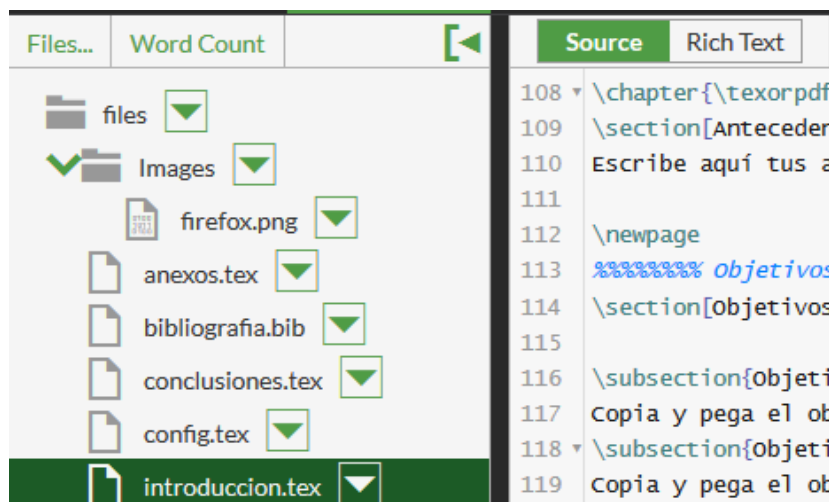 Files... Word Count
files
Images
firefox.png
anexos.tex
bibliografia.bib
conclusiones.tex
config.tex
introduccion.tex
Source Rich Text
108 \chapter{\texorpdf
109 \section[Anteceder
110 Escribe aquí tus a
111
112 \newpage
113 %%%%%%%% Objetivos
114 \section[Objetivos
115
116 \subsection{Objeti
117 Copia y pega el ob
118 \subsection{Objeti
119 Copia y pega el ob